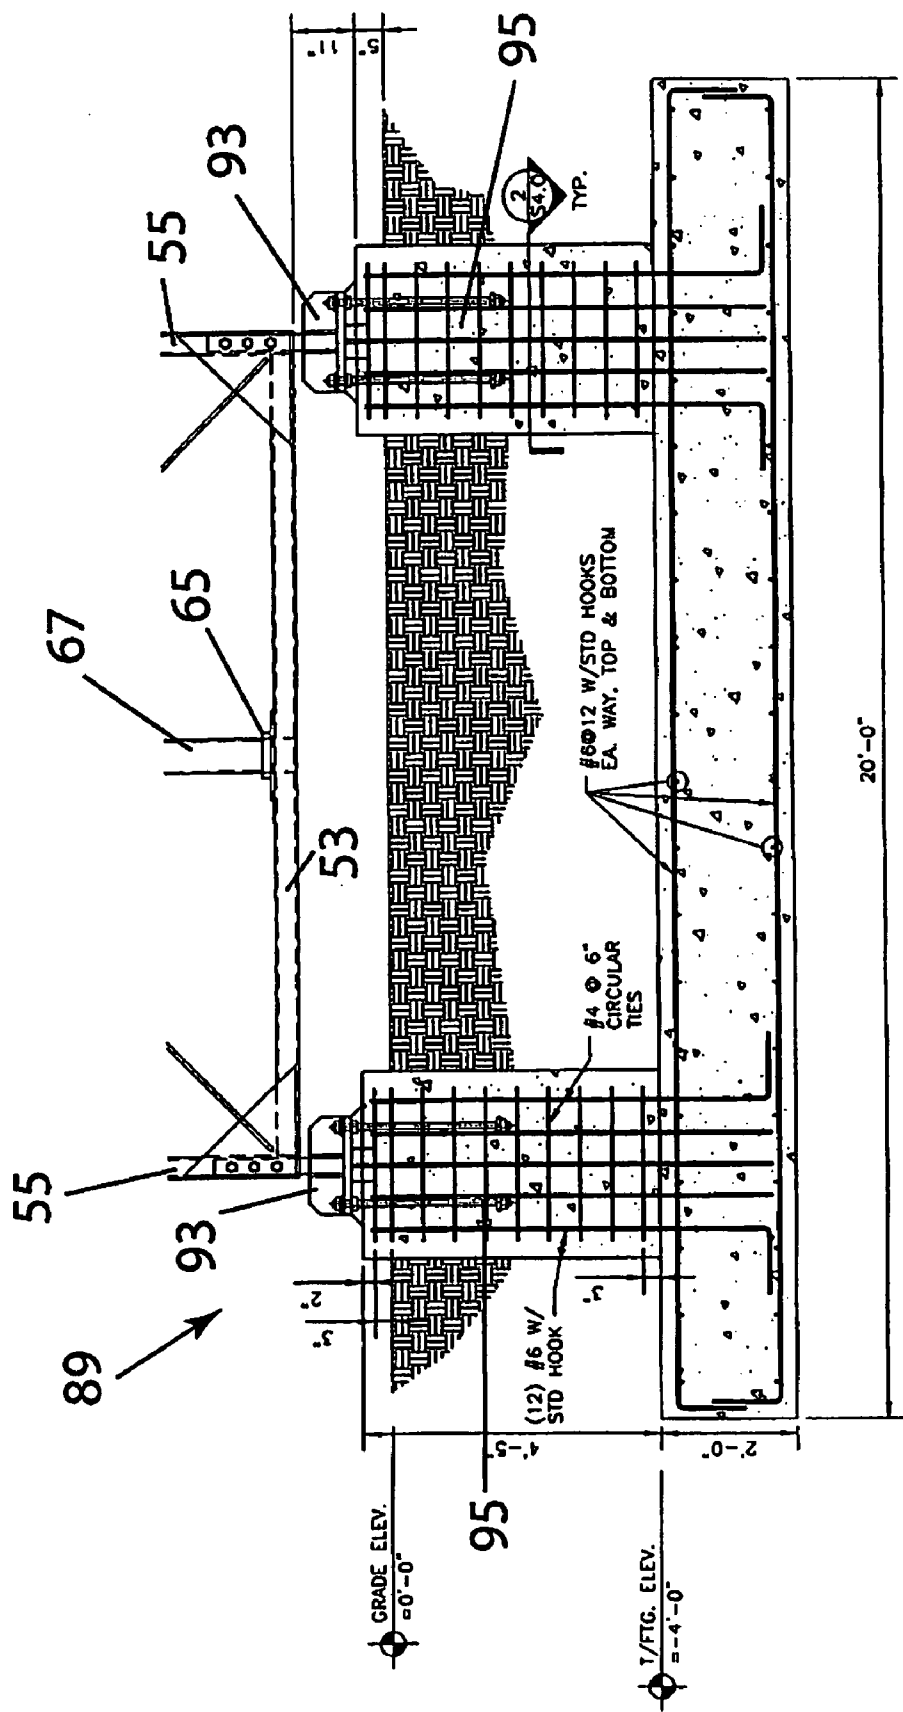 89
55
93
67
65
53
55
93
95
11"
5"
2"
3"
GRADE ELEV.
=0'-0"
95
4'-5"
(12) #6 W/
STD HOOK
3"
#4 @ 6"
CIRCULAR
TIES
#6@12 W/STD HOOKS
EA. WAY. TOP & BOTTOM
2
S4.0
TYP.
T/FTG. ELEV.
=-4'-0"
2'-0"
20'-0"